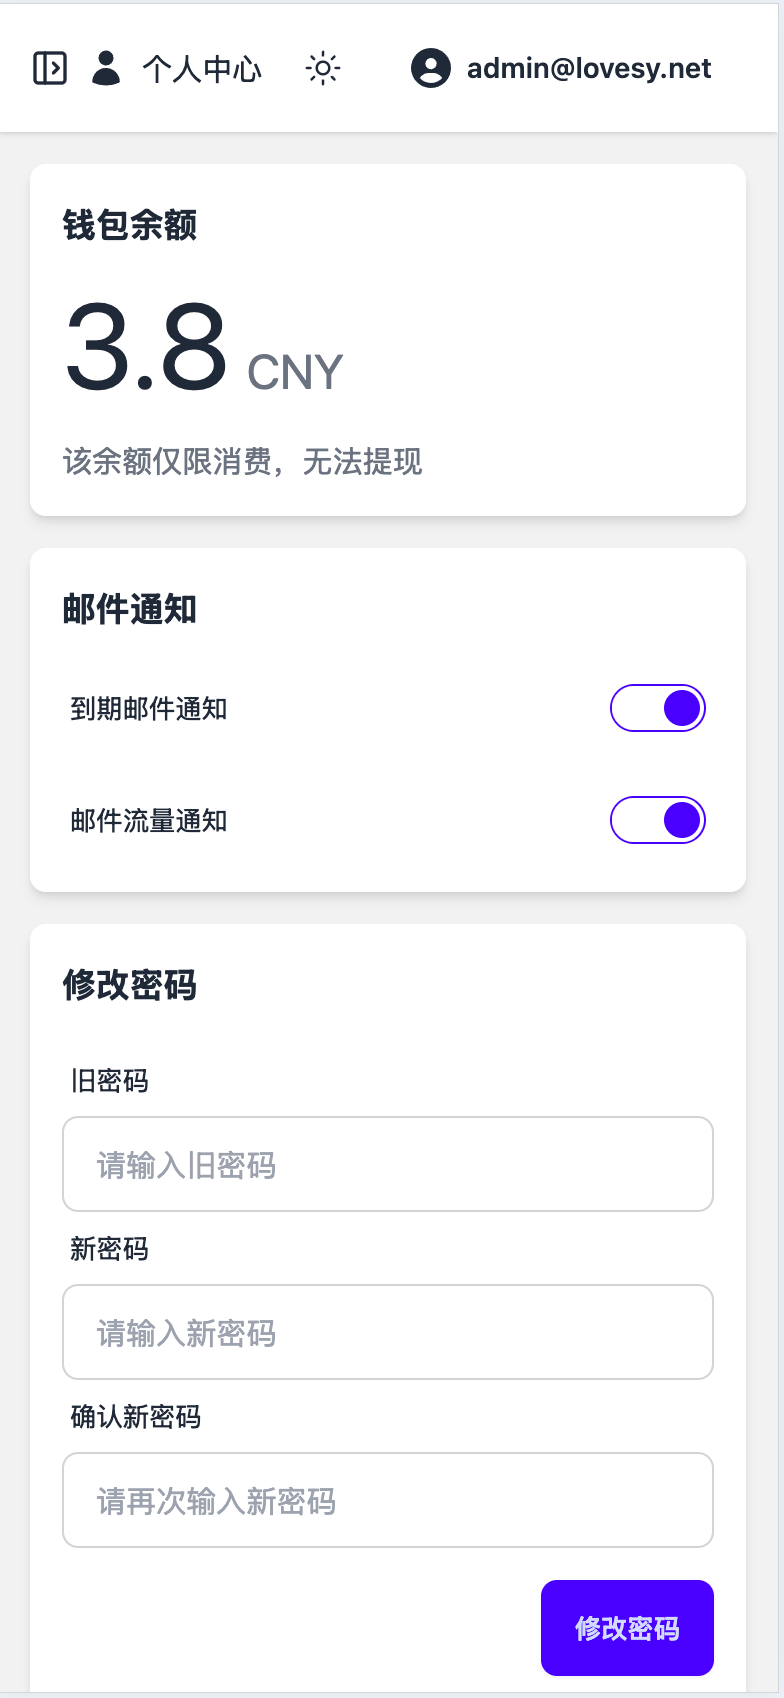 个人中心
admin@lovesy.net
钱包余额
3.8 CNY
该余额仅限消费，无法提现
邮件通知
到期邮件通知
邮件流量通知
修改密码
旧密码
请输入旧密码
新密码
请输入新密码
确认新密码
请再次输入新密码
修改密码